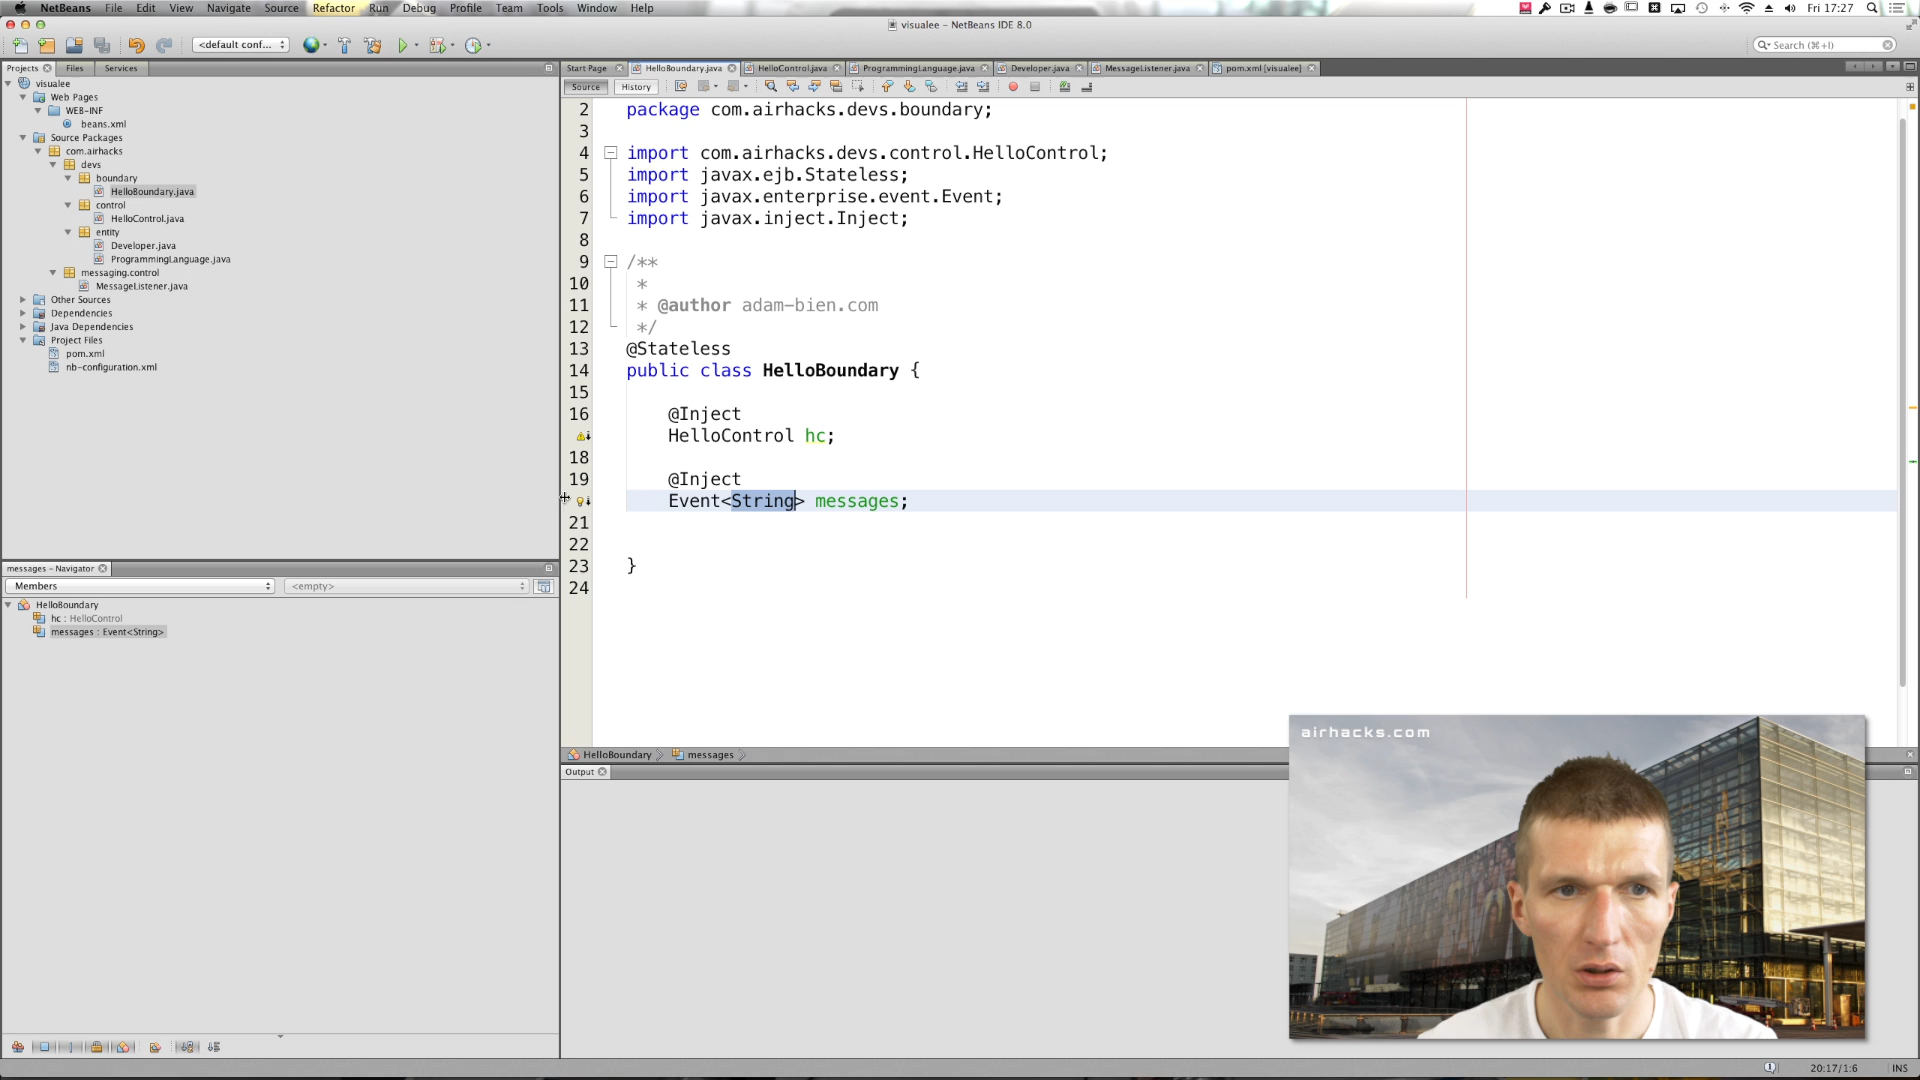 NetBeans File Edit View Navigate Source Refactor Run Debug Profile Team Tools Window Help Fri 17:27
visualee – NetBeans IDE 8.0
<default conf... Search (⌘+I)
Projects Files Services
Start Page HelloBoundary.java HelloControl.java ProgrammingLanguage.java Developer.java MessageListener.java pom.xml [visualee]
Source History
visualee
Web Pages
WEB-INF
beans.xml
Source Packages
com.airhacks
devs
boundary
HelloBoundary.java
control
HelloControl.java
entity
Developer.java
ProgrammingLanguage.java
messaging.control
MessageListener.java
Other Sources
Dependencies
Java Dependencies
Project Files
pom.xml
nb-configuration.xml
2 package com.airhacks.devs.boundary;
3
4 import com.airhacks.devs.control.HelloControl;
5 import javax.ejb.Stateless;
6 import javax.enterprise.event.Event;
7 import javax.inject.Inject;
8
9 /**
10 *
11 * @author adam-bien.com
12 */
13 @Stateless
14 public class HelloBoundary {
15
16 @Inject
HelloControl hc;
18
19 @Inject
Event<String> messages;
21
22
23 }
24
messages – Navigator
Members <empty>
HelloBoundary
hc : HelloControl
messages : Event<String>
HelloBoundary messages
Output
airhacks.com
20:17/1:6 INS